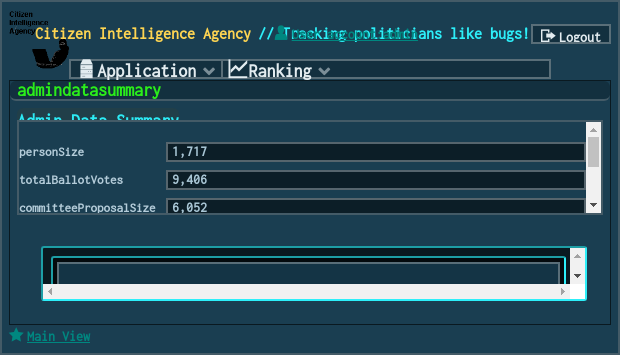 Citizen
Intelligence
Agency
Citizen Intelligence Agency // Tracking politicians like bugs!
Logout
Application
Ranking
admindatasummary
Admin Data Summary
personSize 1,717
totalBallotVotes 9,406
committeeProposalSize 6,052
Main View